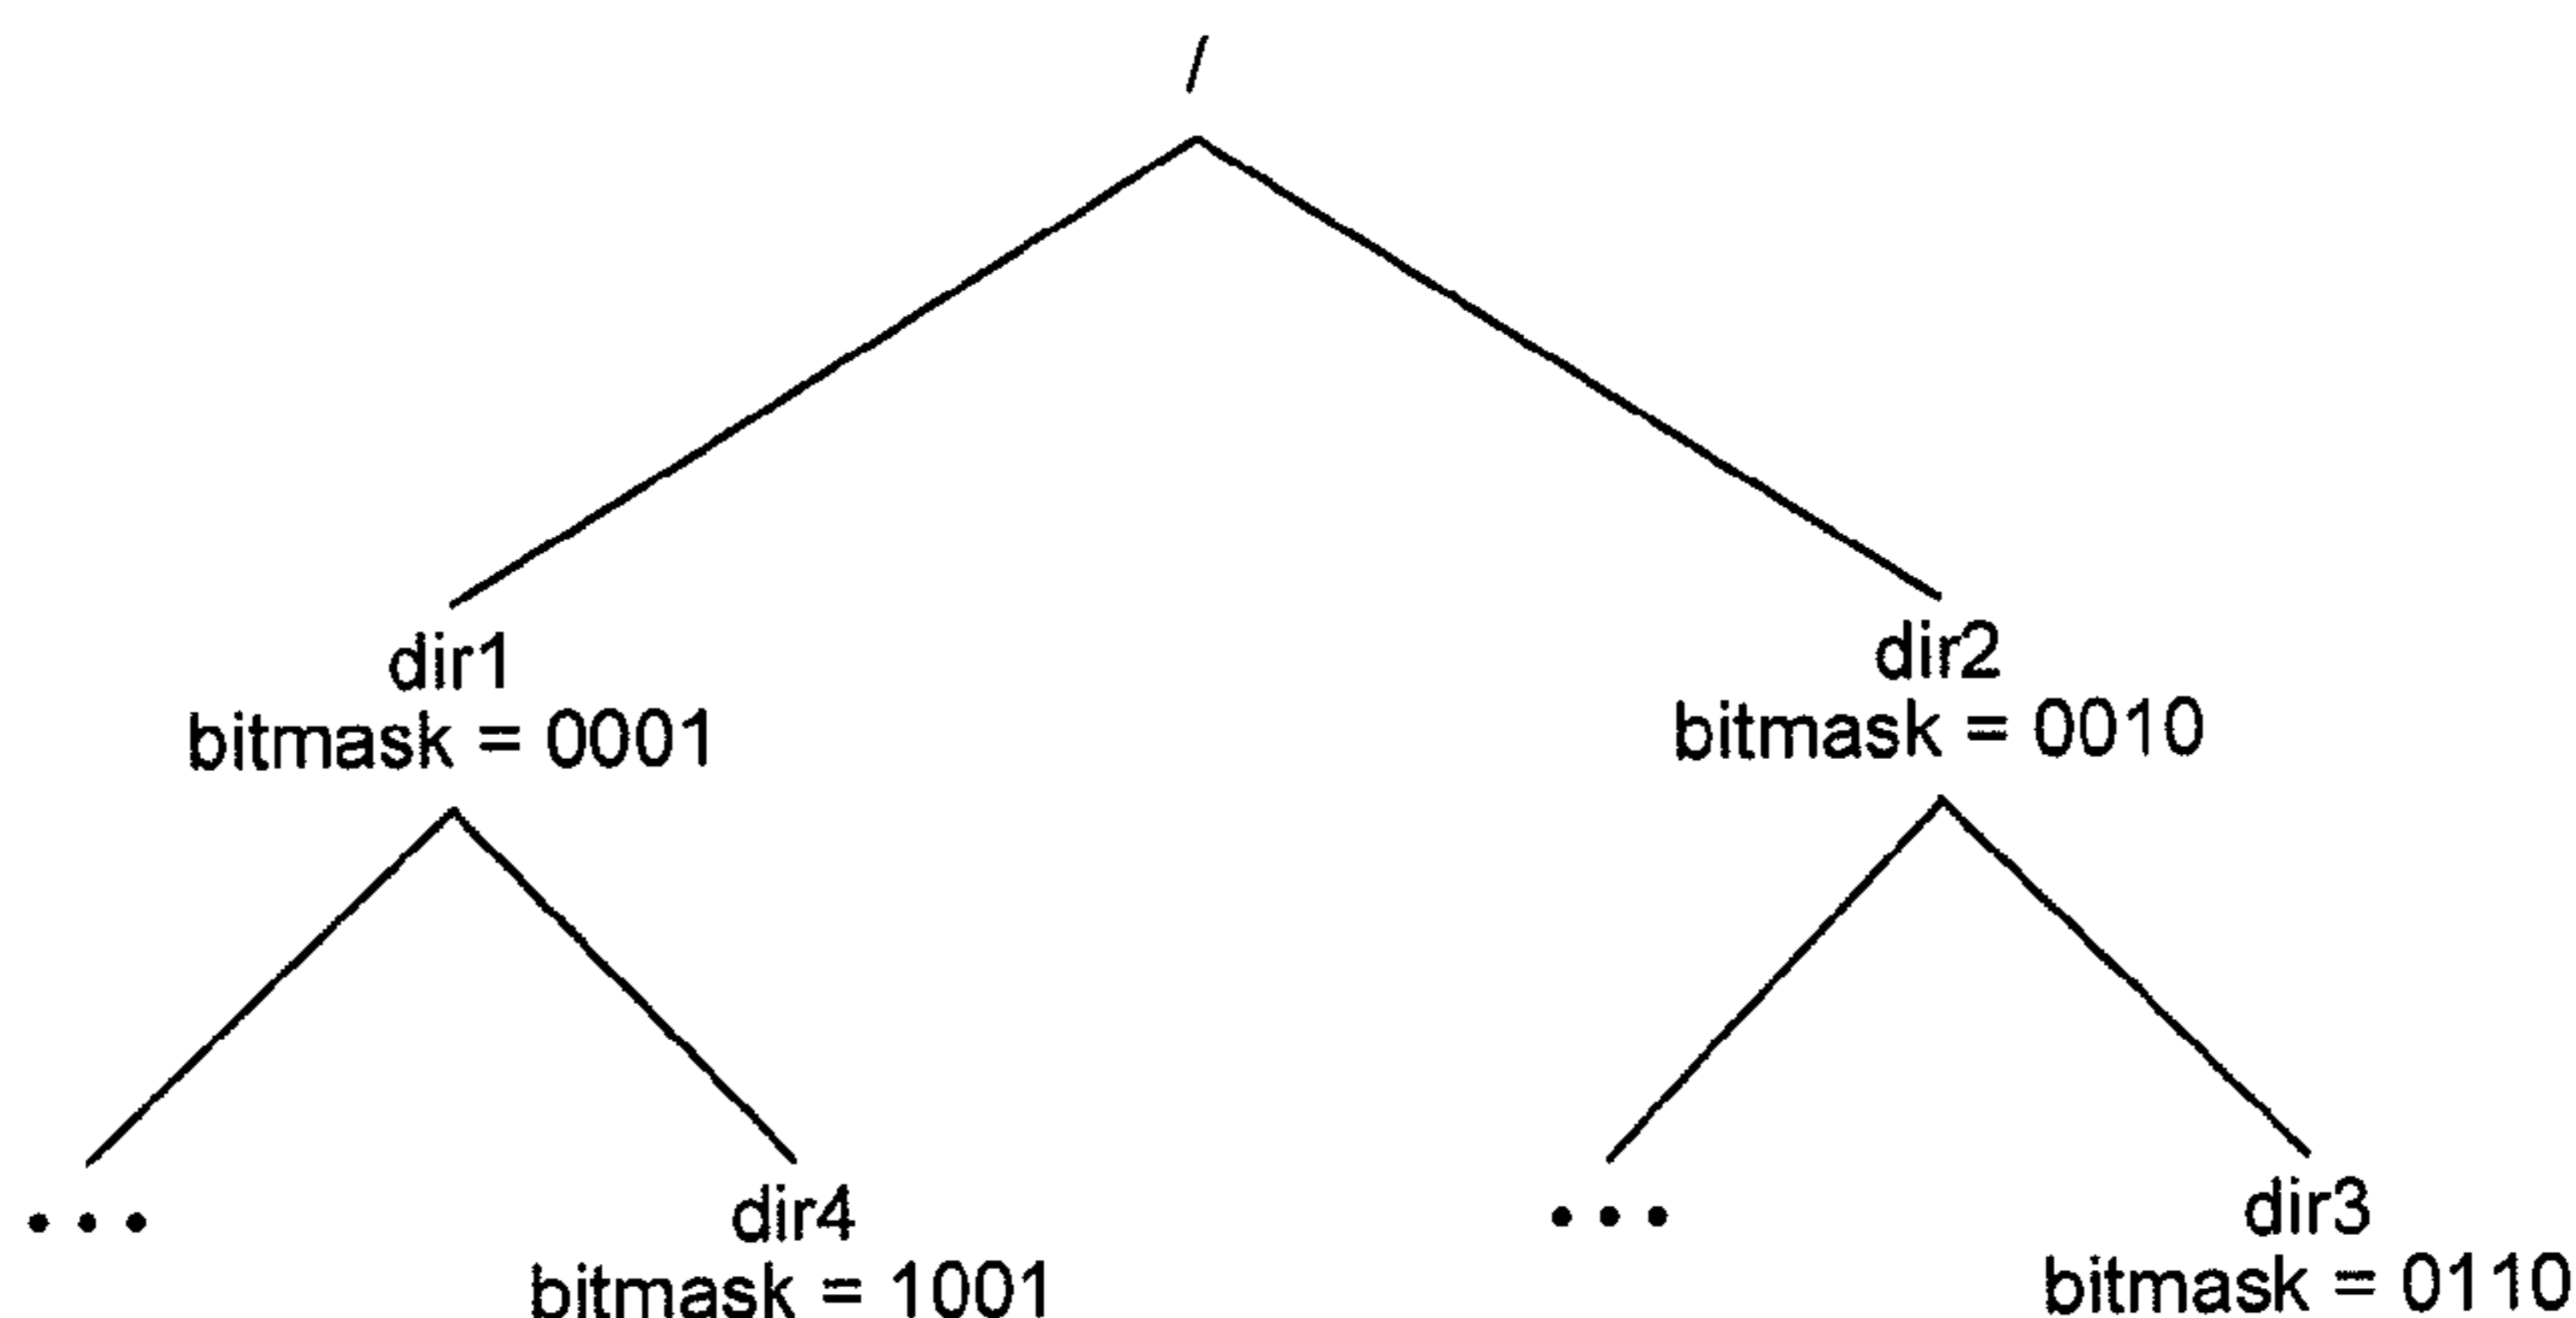 /
dir1
bitmask = 0001
dir2
bitmask = 0010
...
dir4
bitmask = 1001
...
dir3
bitmask = 0110